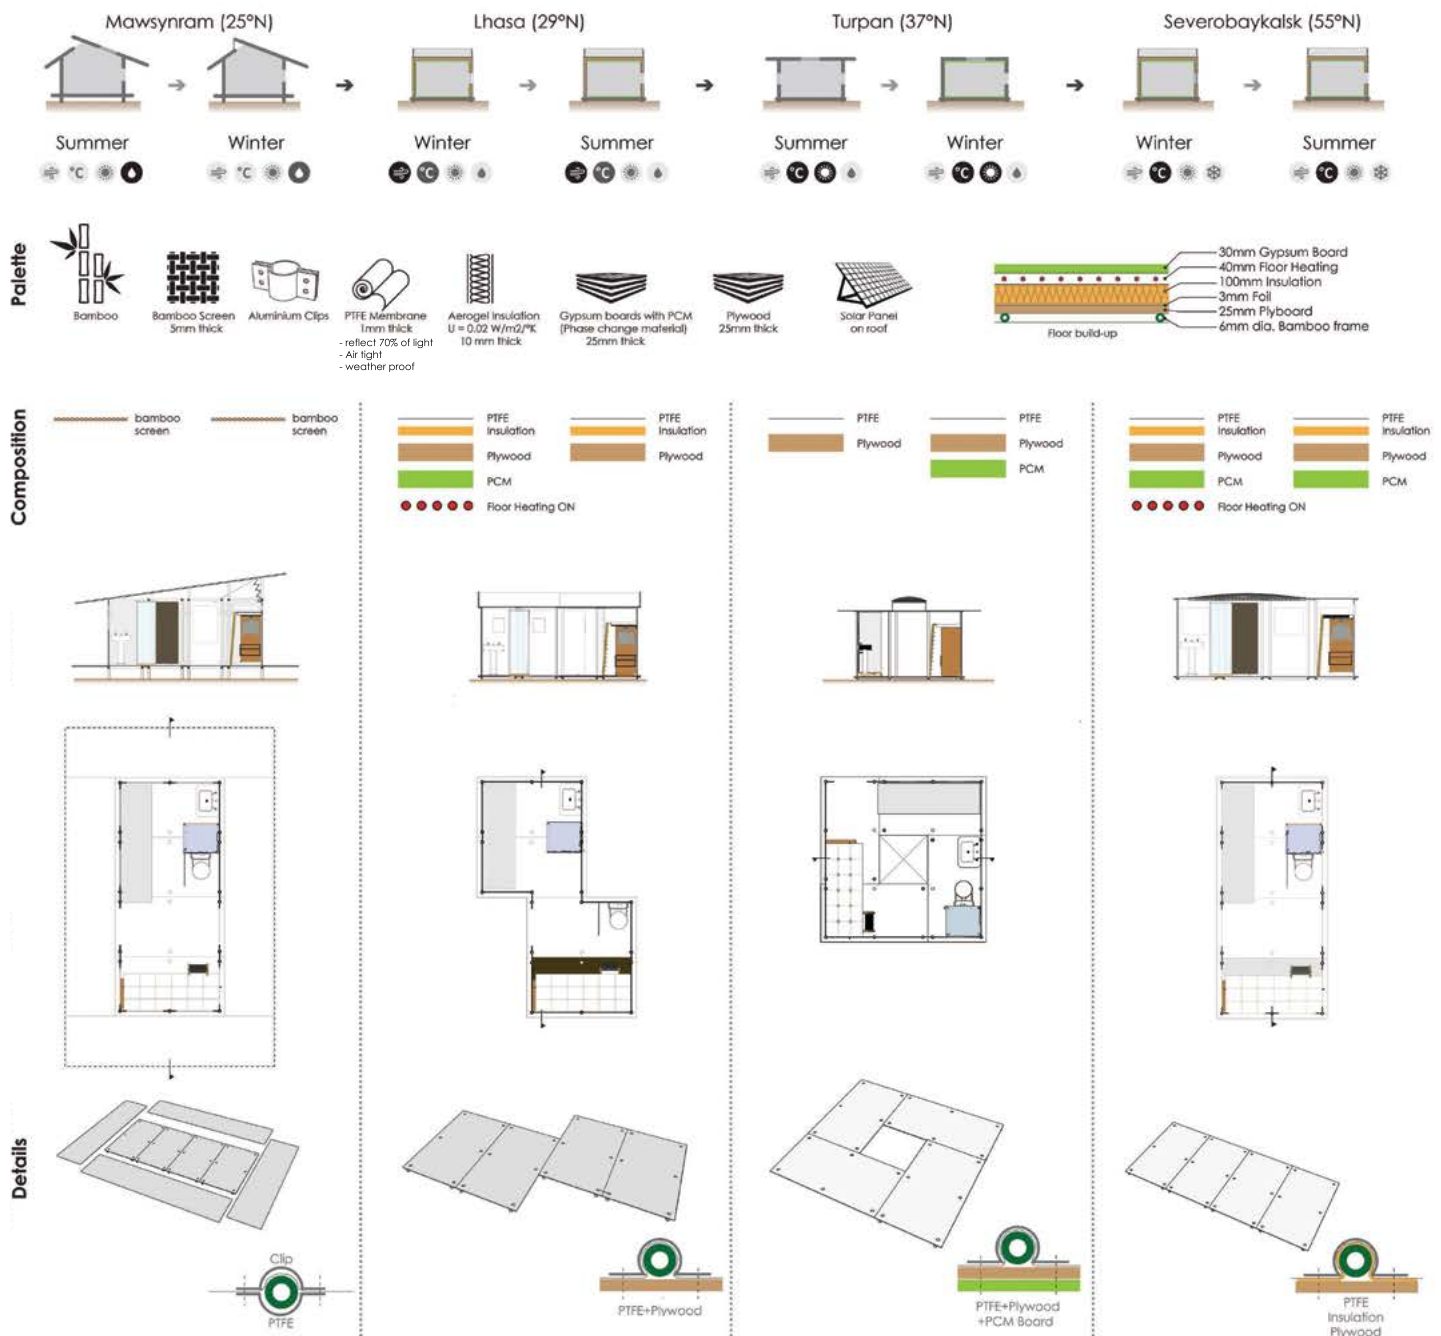 Mawsynram (25°N)
Lhasa (29°N)
Turpan (37°N)
Severobaykalsk (55°N)
Summer
Winter
Winter
Summer
Summer
Winter
Winter
Summer
°C
°C
°C
°C
°C
°C
°C
°C
Palette
Bamboo
Bamboo Screen
5mm thick
Aluminium Clips
PTFE Membrane
1mm thick
- reflect 70% of light
- Air tight
- weather proof
Aerogel Insulation
U = 0.02 W/m2/°K
10 mm thick
Gypsum boards with PCM
(Phase change material)
25mm thick
Plywood
25mm thick
Solar Panel
on roof
30mm Gypsum Board
40mm Floor Heating
100mm Insulation
3mm Foil
25mm Plyboard
6mm dia. Bamboo frame
Floor build-up
Composition
bamboo
screen
bamboo
screen
PTFE
Insulation
Plywood
PCM
Floor Heating ON
PTFE
Insulation
Plywood
PTFE
Plywood
PTFE
Plywood
PCM
PTFE
Insulation
Plywood
PCM
Floor Heating ON
PTFE
Insulation
Plywood
PCM
Details
Clip
PTFE
PTFE+Plywood
PTFE+Plywood
+PCM Board
PTFE
Insulation
Plywood